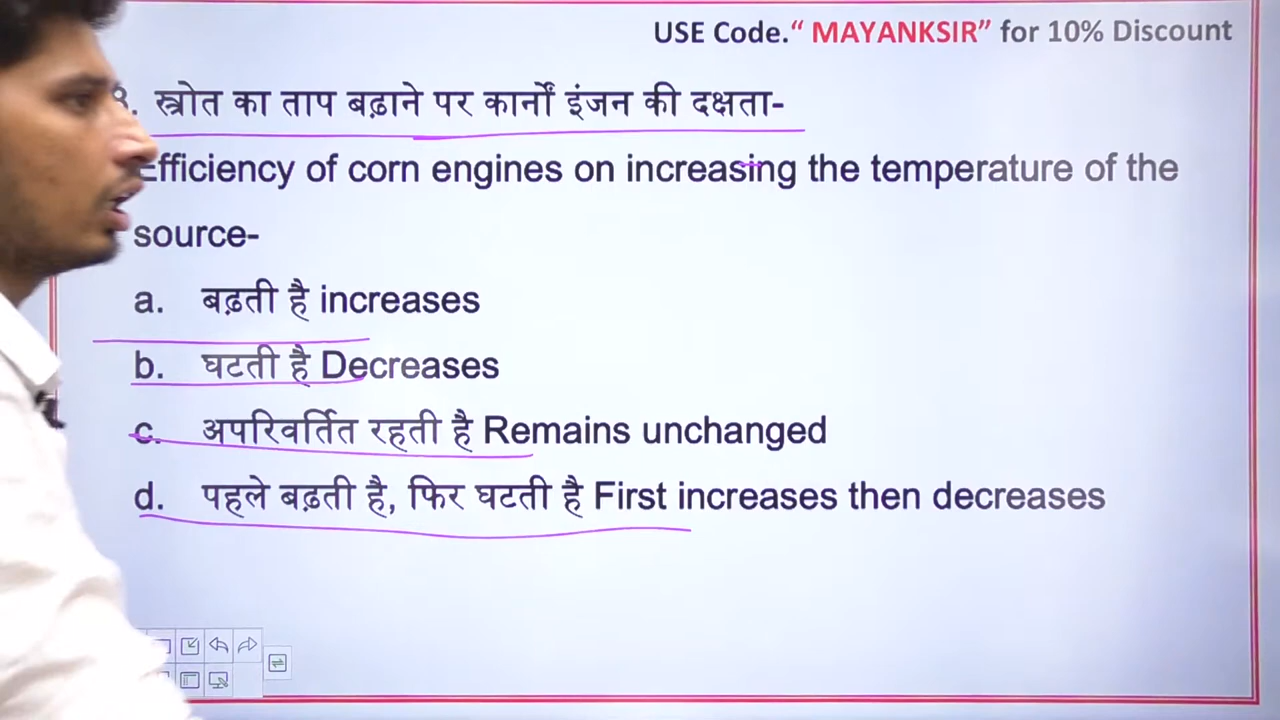 USE Code.“ MAYANKSIR” for 10% Discount
8. स्त्रोत का ताप बढ़ाने पर कार्नो इंजन की दक्षता-
Efficiency of corn engines on increasing the temperature of the
source-
a. बढ़ती है increases
b. घटती है Decreases
c. अपरिवर्तित रहती है Remains unchanged
d. पहले बढ़ती है, फिर घटती है First increases then decreases